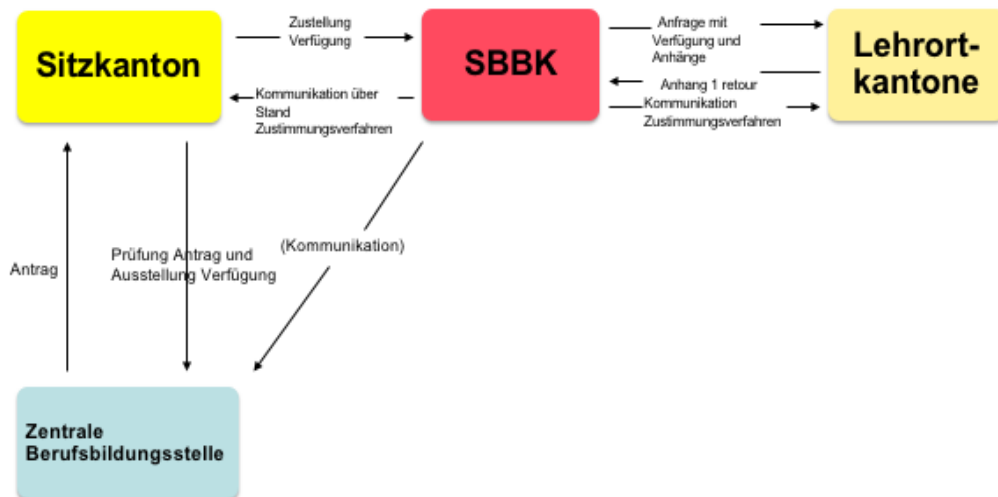 Sitzkanton
Zustellung
Verfügung
SBBK
Anfrage mit
Verfügung und
Anhänge
Lehrort-
kantone
Kommunikation über
Stand
Zustimmungsverfahren
Anhang 1 retour
Kommunikation
Zustimmungsverfahren
Antrag
Prüfung Antrag und
Ausstellung Verfügung
(Kommunikation)
Zentrale
Berufsbildungsstelle